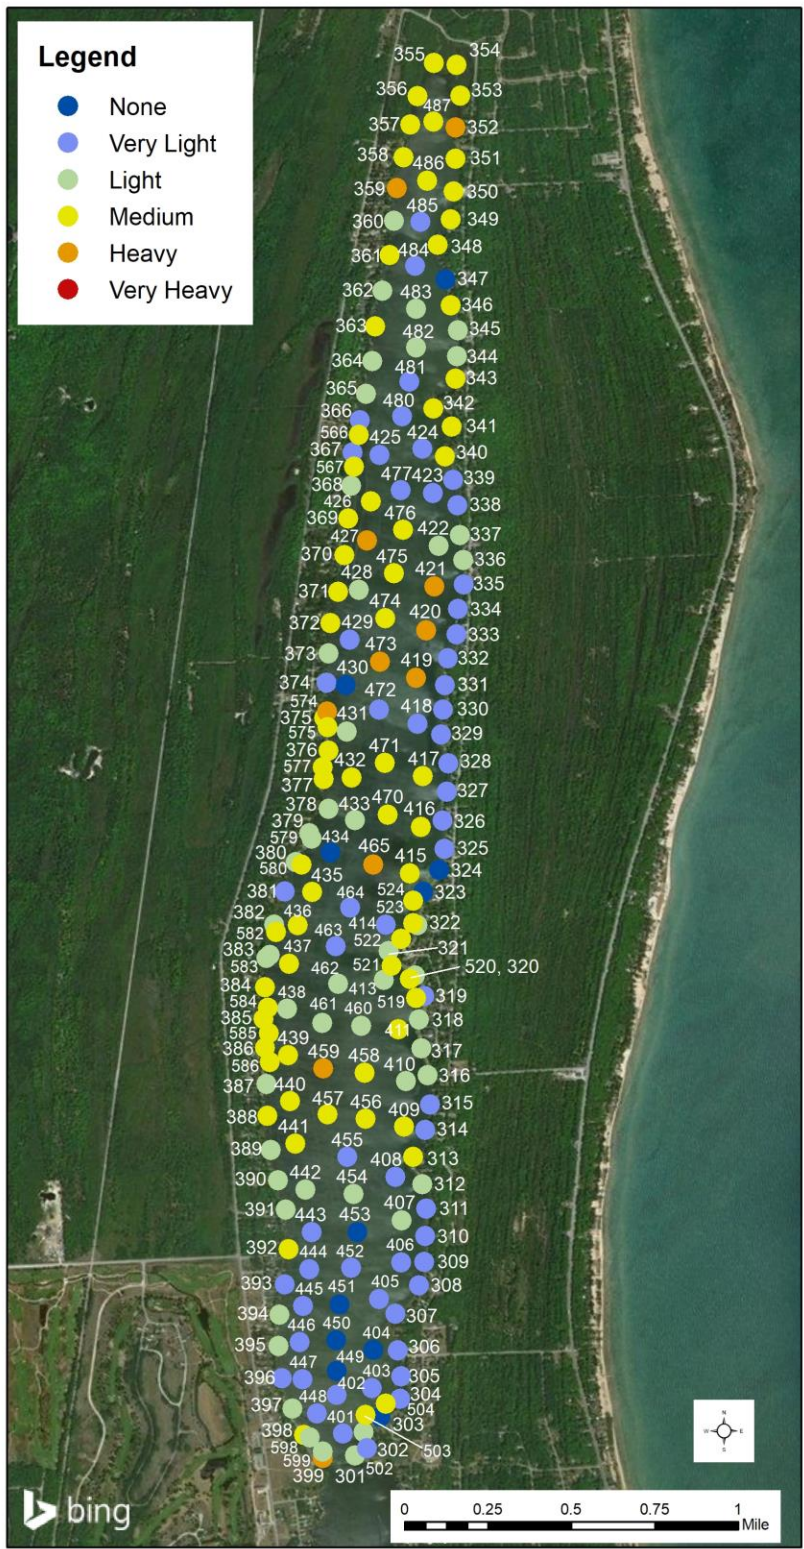 Legend
None
Very Light
Light
Medium
Heavy
Very Heavy
355 354
356 353
487
357 352
358 351
486
359 350
485
360 349
348
361 484
347
362 483 346
363 482 345
364 344
481 343
365
480 342
366 341
566 425 424
367 340
567
368 477 423 339
426 338
369 476
427 422 337
370 336
475 421
428 335
371
474 420 334
372 429
473 333
373 419 332
430
374 472 331
574 418 330
375 431
575 329
376 471
577 432 417 328
377 327
378 470
433 416 326
379
579 434 325
380 465 415
580 324
435 524
381 323
464 523
382 436 414 322
582 463
522 321
383 437
583 462 521 520, 320
384 413
584 438 461 460 519 319
385 318
585 411
386 439 317
586 459 458
387 410 316
440
388 457 456 409 315
441 314
389 455 313
408
390 442 454 312
391 407 311
443 453
392 310
444 452 406 309
393 451 405 308
445
394 307
446 450 404
395 449 306
396 447 402 403 305
448 304
397 401 504
398 303
598 302 503
599 502
399 301
N
W E
S
bing
0 0.25 0.5 0.75 1
Mile